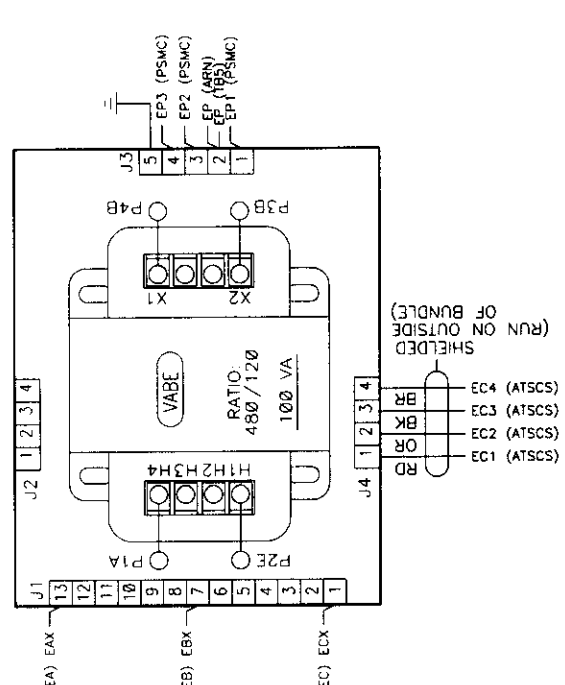 EP3 (PSMC)
EP2 (PSMC)
EP (ARN)
EP (TB5)
EP1 (PSMC)
J3
5
4
3
2
1
P4B
P3B
X1
X2
J2
1 2 3 4
VABE
RATIO:
480/120
100 VA
H1H2H3H4
P1A
P2E
J1
13
12
11
10
9
8
7
6
5
4
3
2
1
EA) EAX
EB) EBX
EC) ECX
J4
1 2 3 4
RD
OR
BK
BR
SHIELDED
(RUN ON OUTSIDE
OF BUNDLE)
EC4 (ATSCS)
EC3 (ATSCS)
EC2 (ATSCS)
EC1 (ATSCS)